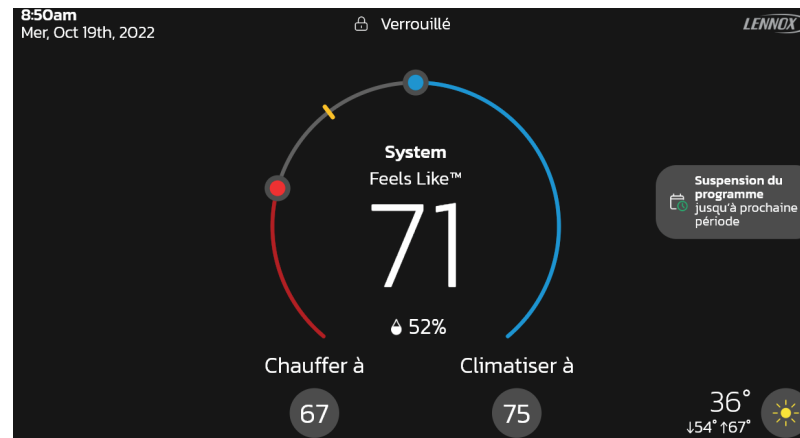 8:50am
Mer, Oct 19th, 2022
Verrouillé
LENNOX
System
Feels Like™
71
52%
Suspension du
programme
jusqu'à prochaine
période
Chauffer à
Climatiser à
67
75
36°
↓54° ↑67°